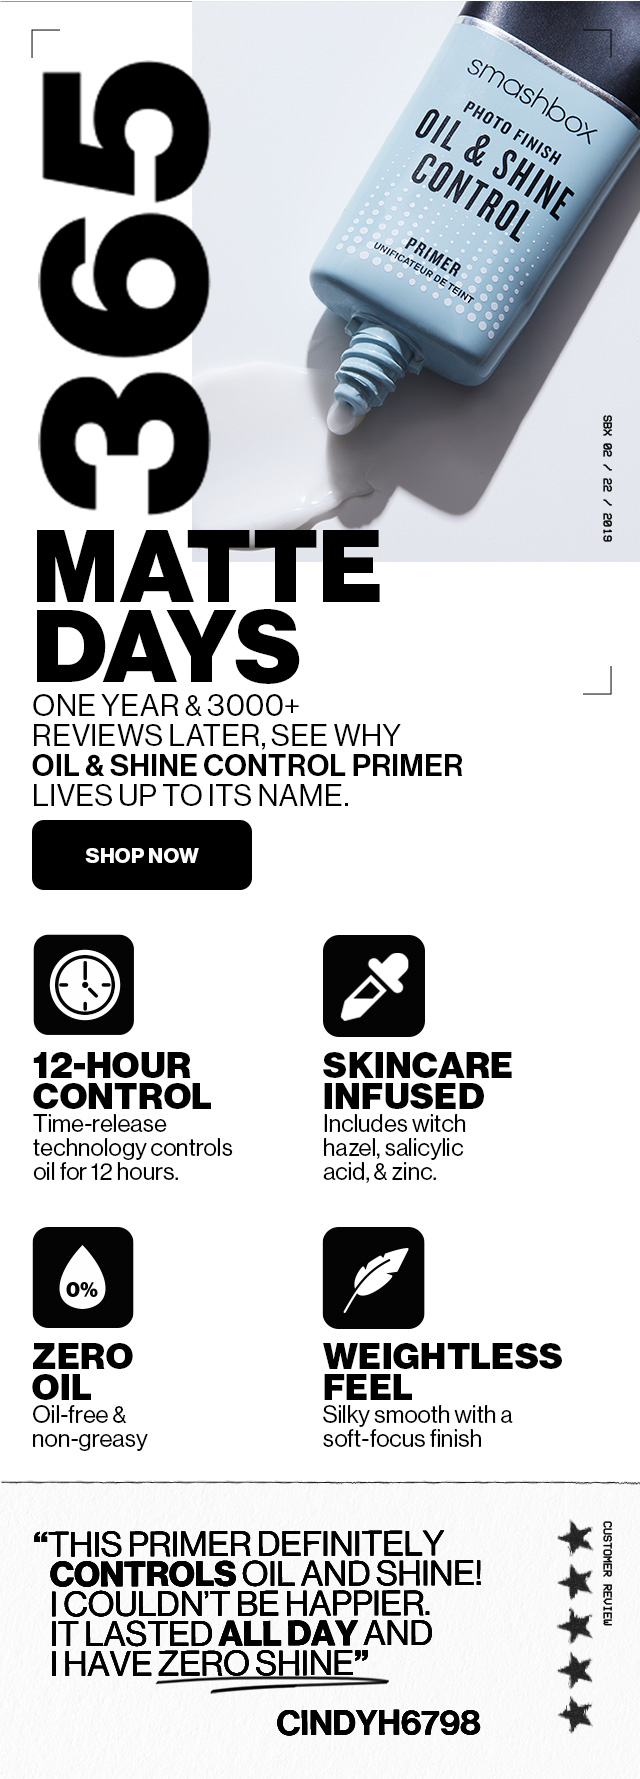 365
smashbox
PHOTO FINISH
OIL & SHINE
CONTROL
PRIMER
UNIFICATEUR DE TEINT
SBX 02 / 22 / 2019
MATTE
DAYS
ONE YEAR & 3000+
REVIEWS LATER, SEE WHY
OIL & SHINE CONTROL PRIMER
LIVES UP TO ITS NAME.
SHOP NOW
12-HOUR
CONTROL
Time-release
technology controls
oil for 12 hours.
SKINCARE
INFUSED
Includes witch
hazel, salicylic
acid, & zinc.
0%
ZERO
OIL
Oil-free &
non-greasy
WEIGHTLESS
FEEL
Silky smooth with a
soft-focus finish
“THIS PRIMER DEFINITELY
CONTROLS OIL AND SHINE!
I COULDN'T BE HAPPIER.
IT LASTED ALL DAY AND
I HAVE ZERO SHINE”
CINDYH6798
CUSTOMER REVIEW